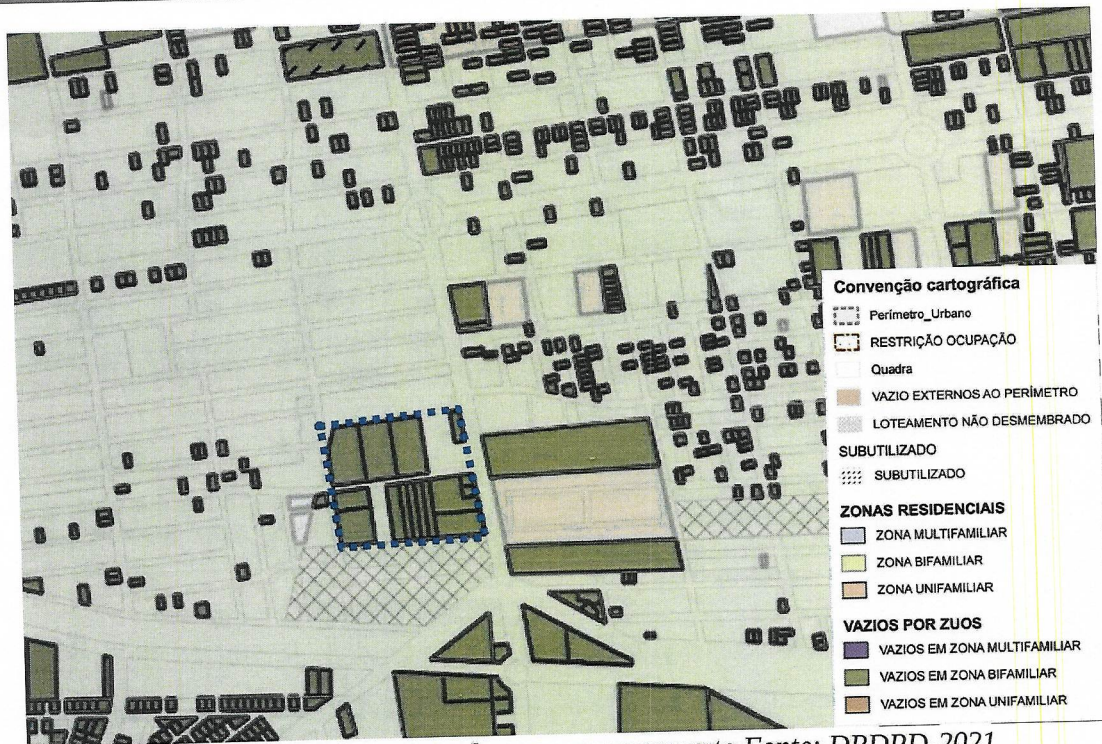 Convenção cartográfica
Perímetro_Urbano
RESTRIÇÃO OCUPAÇÃO
Quadra
VAZIO EXTERNOS AO PERÍMETRO
LOTEAMENTO NÃO DESMEMBRADO
SUBUTILIZADO
SUBUTILIZADO
ZONAS RESIDENCIAIS
ZONA MULTIFAMILIAR
ZONA BIFAMILIAR
ZONA UNIFAMILIAR
VAZIOS POR ZUOS
VAZIOS EM ZONA MULTIFAMILIAR
VAZIOS EM ZONA BIFAMILIAR
VAZIOS EM ZONA UNIFAMILIAR
Fonte: DRDPD, 2021